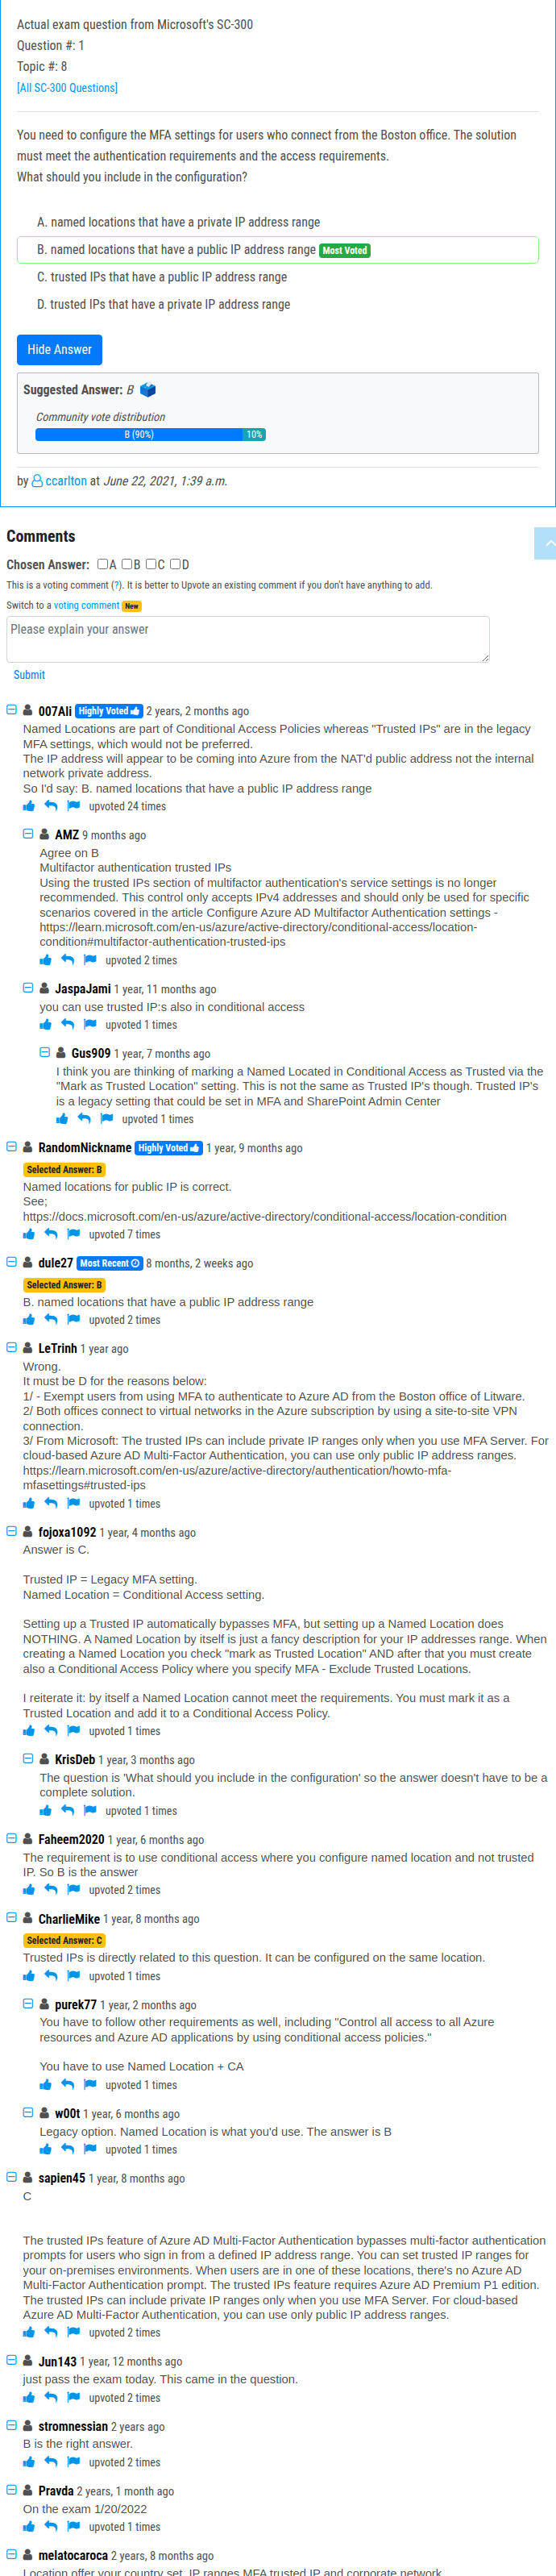 Actual exam question from Microsoft's SC-300
Question #: 1
Topic #: 8
[All SC-300 Questions]
You need to configure the MFA settings for users who connect from the Boston office. The solution
must meet the authentication requirements and the access requirements.
What should you include in the configuration?
A. named locations that have a private IP address range
B. named locations that have a public IP address range Most Voted
C. trusted IPs that have a public IP address range
D. trusted IPs that have a private IP address range
Hide Answer
Suggested Answer: B
Community vote distribution
B (90%) 10%
by ccarlton at June 22, 2021, 1:39 a.m.
Comments
Chosen Answer: A B C D
This is a voting comment (?). It is better to Upvote an existing comment if you don't have anything to add.
Switch to a voting comment New
Please explain your answer
Submit
007Ali Highly Voted 2 years, 2 months ago
Named Locations are part of Conditional Access Policies whereas "Trusted IPs" are in the legacy
MFA settings, which would not be preferred.
The IP address will appear to be coming into Azure from the NAT'd public address not the internal
network private address.
So I'd say: B. named locations that have a public IP address range
upvoted 24 times
AMZ 9 months ago
Agree on B
Multifactor authentication trusted IPs
Using the trusted IPs section of multifactor authentication's service settings is no longer
recommended. This control only accepts IPv4 addresses and should only be used for specific
scenarios covered in the article Configure Azure AD Multifactor Authentication settings -
https://learn.microsoft.com/en-us/azure/active-directory/conditional-access/location-
condition#multifactor-authentication-trusted-ips
upvoted 2 times
JaspaJami 1 year, 11 months ago
you can use trusted IP:s also in conditional access
upvoted 1 times
Gus909 1 year, 7 months ago
I think you are thinking of marking a Named Located in Conditional Access as Trusted via the
"Mark as Trusted Location" setting. This is not the same as Trusted IP's though. Trusted IP's
is a legacy setting that could be set in MFA and SharePoint Admin Center
upvoted 1 times
RandomNickname Highly Voted 1 year, 9 months ago
Selected Answer: B
Named locations for public IP is correct.
See;
https://docs.microsoft.com/en-us/azure/active-directory/conditional-access/location-condition
upvoted 7 times
dule27 Most Recent 8 months, 2 weeks ago
Selected Answer: B
B. named locations that have a public IP address range
upvoted 2 times
LeTrinh 1 year ago
Wrong.
It must be D for the reasons below:
1/ - Exempt users from using MFA to authenticate to Azure AD from the Boston office of Litware.
2/ Both offices connect to virtual networks in the Azure subscription by using a site-to-site VPN
connection.
3/ From Microsoft: The trusted IPs can include private IP ranges only when you use MFA Server. For
cloud-based Azure AD Multi-Factor Authentication, you can use only public IP address ranges.
https://learn.microsoft.com/en-us/azure/active-directory/authentication/howto-mfa-
mfasettings#trusted-ips
upvoted 1 times
fojoxa1092 1 year, 4 months ago
Answer is C.
Trusted IP = Legacy MFA setting.
Named Location = Conditional Access setting.
Setting up a Trusted IP automatically bypasses MFA, but setting up a Named Location does
NOTHING. A Named Location by itself is just a fancy description for your IP addresses range. When
creating a Named Location you check "mark as Trusted Location" AND after that you must create
also a Conditional Access Policy where you specify MFA - Exclude Trusted Locations.
I reiterate it: by itself a Named Location cannot meet the requirements. You must mark it as a
Trusted Location and add it to a Conditional Access Policy.
upvoted 1 times
KrisDeb 1 year, 3 months ago
The question is 'What should you include in the configuration' so the answer doesn't have to be a
complete solution.
upvoted 1 times
Faheem2020 1 year, 6 months ago
The requirement is to use conditional access where you configure named location and not trusted
IP. So B is the answer
upvoted 2 times
CharlieMike 1 year, 8 months ago
Selected Answer: C
Trusted IPs is directly related to this question. It can be configured on the same location.
upvoted 1 times
purek77 1 year, 2 months ago
You have to follow other requirements as well, including "Control all access to all Azure
resources and Azure AD applications by using conditional access policies."
You have to use Named Location + CA
upvoted 1 times
w00t 1 year, 6 months ago
Legacy option. Named Location is what you'd use. The answer is B
upvoted 1 times
sapien45 1 year, 8 months ago
C
The trusted IPs feature of Azure AD Multi-Factor Authentication bypasses multi-factor authentication
prompts for users who sign in from a defined IP address range. You can set trusted IP ranges for
your on-premises environments. When users are in one of these locations, there's no Azure AD
Multi-Factor Authentication prompt. The trusted IPs feature requires Azure AD Premium P1 edition.
The trusted IPs can include private IP ranges only when you use MFA Server. For cloud-based
Azure AD Multi-Factor Authentication, you can use only public IP address ranges.
upvoted 2 times
Jun143 1 year, 12 months ago
just pass the exam today. This came in the question.
upvoted 2 times
stromnessian 2 years ago
B is the right answer.
upvoted 2 times
Pravda 2 years, 1 month ago
On the exam 1/20/2022
upvoted 1 times
melatocaroca 2 years, 8 months ago
Location offer your country set, IP ranges MFA trusted IP and corporate network